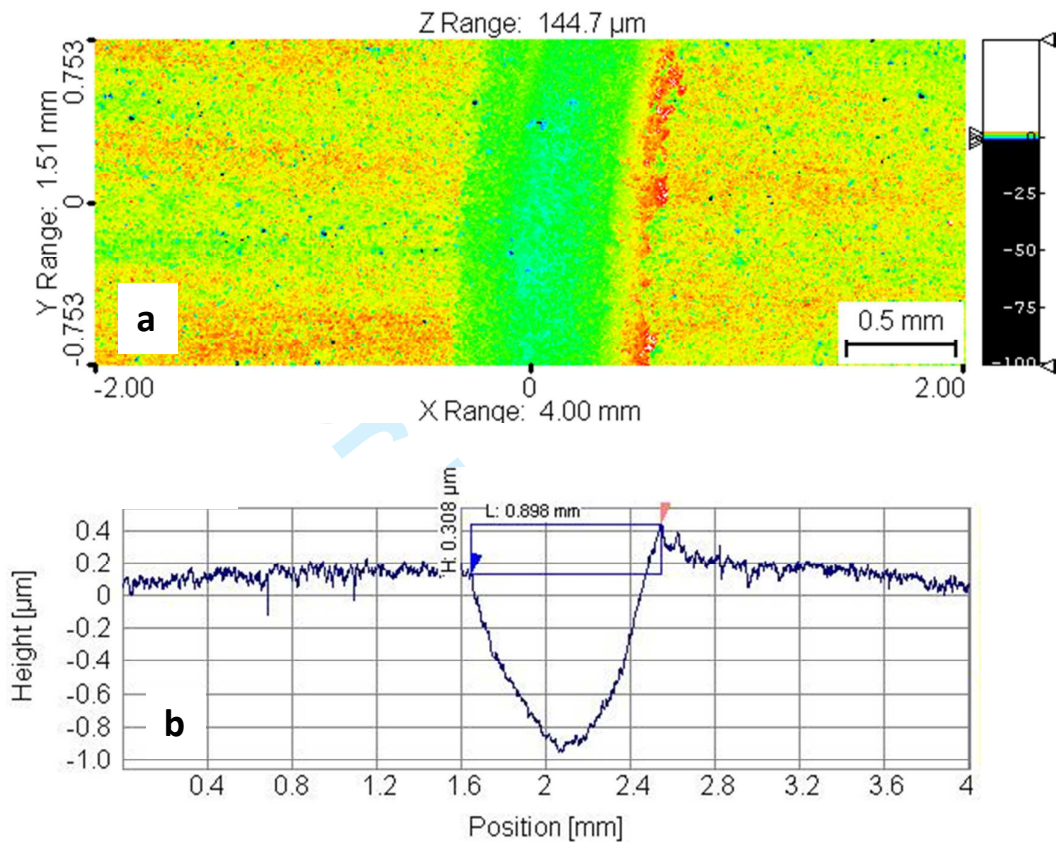 Z Range: 144.7 µm
Y Range: 1.51 mm
0.753
0
-0.753
a
0.5 mm
-2.00
0
2.00
X Range: 4.00 mm
0
-25
-50
-75
-100
H: 0.308 µm
L: 0.898 mm
Height [µm]
0.4
0.2
0
-0.2
-0.4
-0.6
-0.8
-1.0
b
0.4 0.8 1.2 1.6 2 2.4 2.8 3.2 3.6 4
Position [mm]